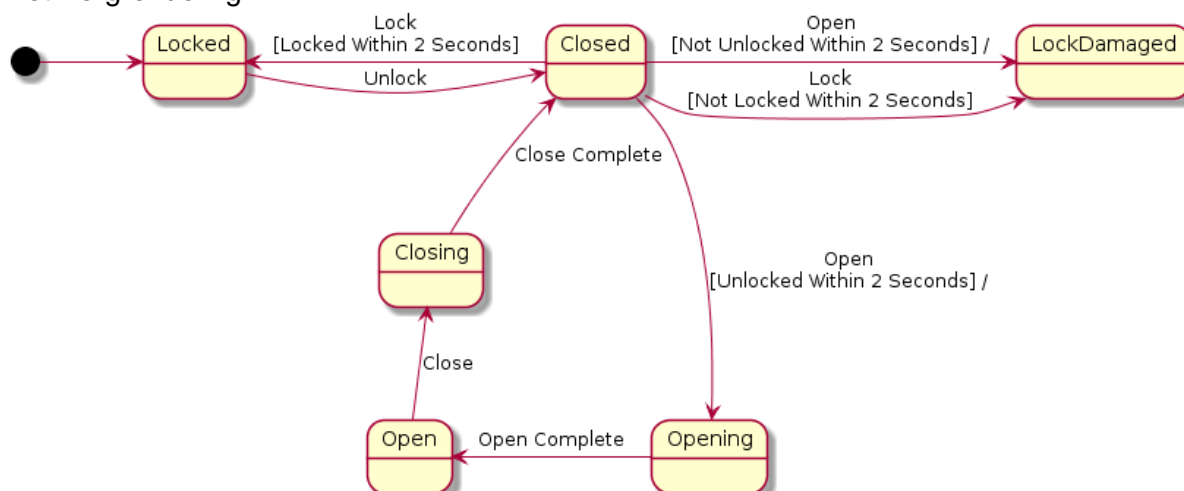 Locked
Lock
[Locked Within 2 Seconds]
Unlock
Closed
Open
[Not Unlocked Within 2 Seconds] /
Lock
[Not Locked Within 2 Seconds]
LockDamaged
Close Complete
Closing
Open
[Unlocked Within 2 Seconds] /
Close
Open
Open Complete
Opening